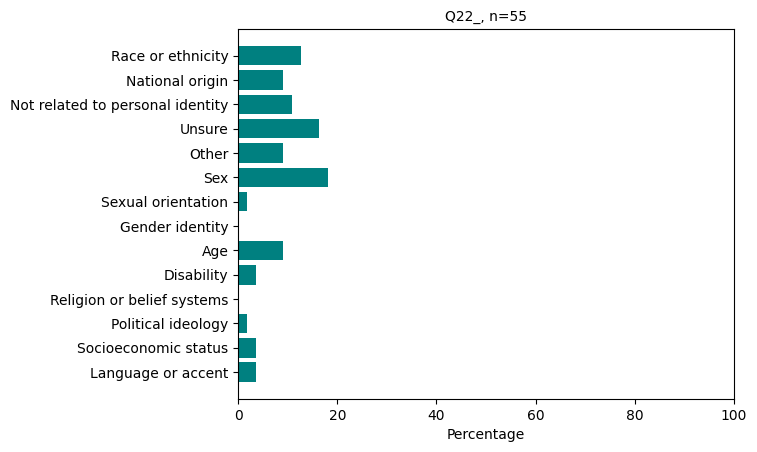 Q22_, n=55
Race or ethnicity
National origin
Not related to personal identity
Unsure
Other
Sex
Sexual orientation
Gender identity
Age
Disability
Religion or belief systems
Political ideology
Socioeconomic status
Language or accent
0 20 40 60 80 100
Percentage